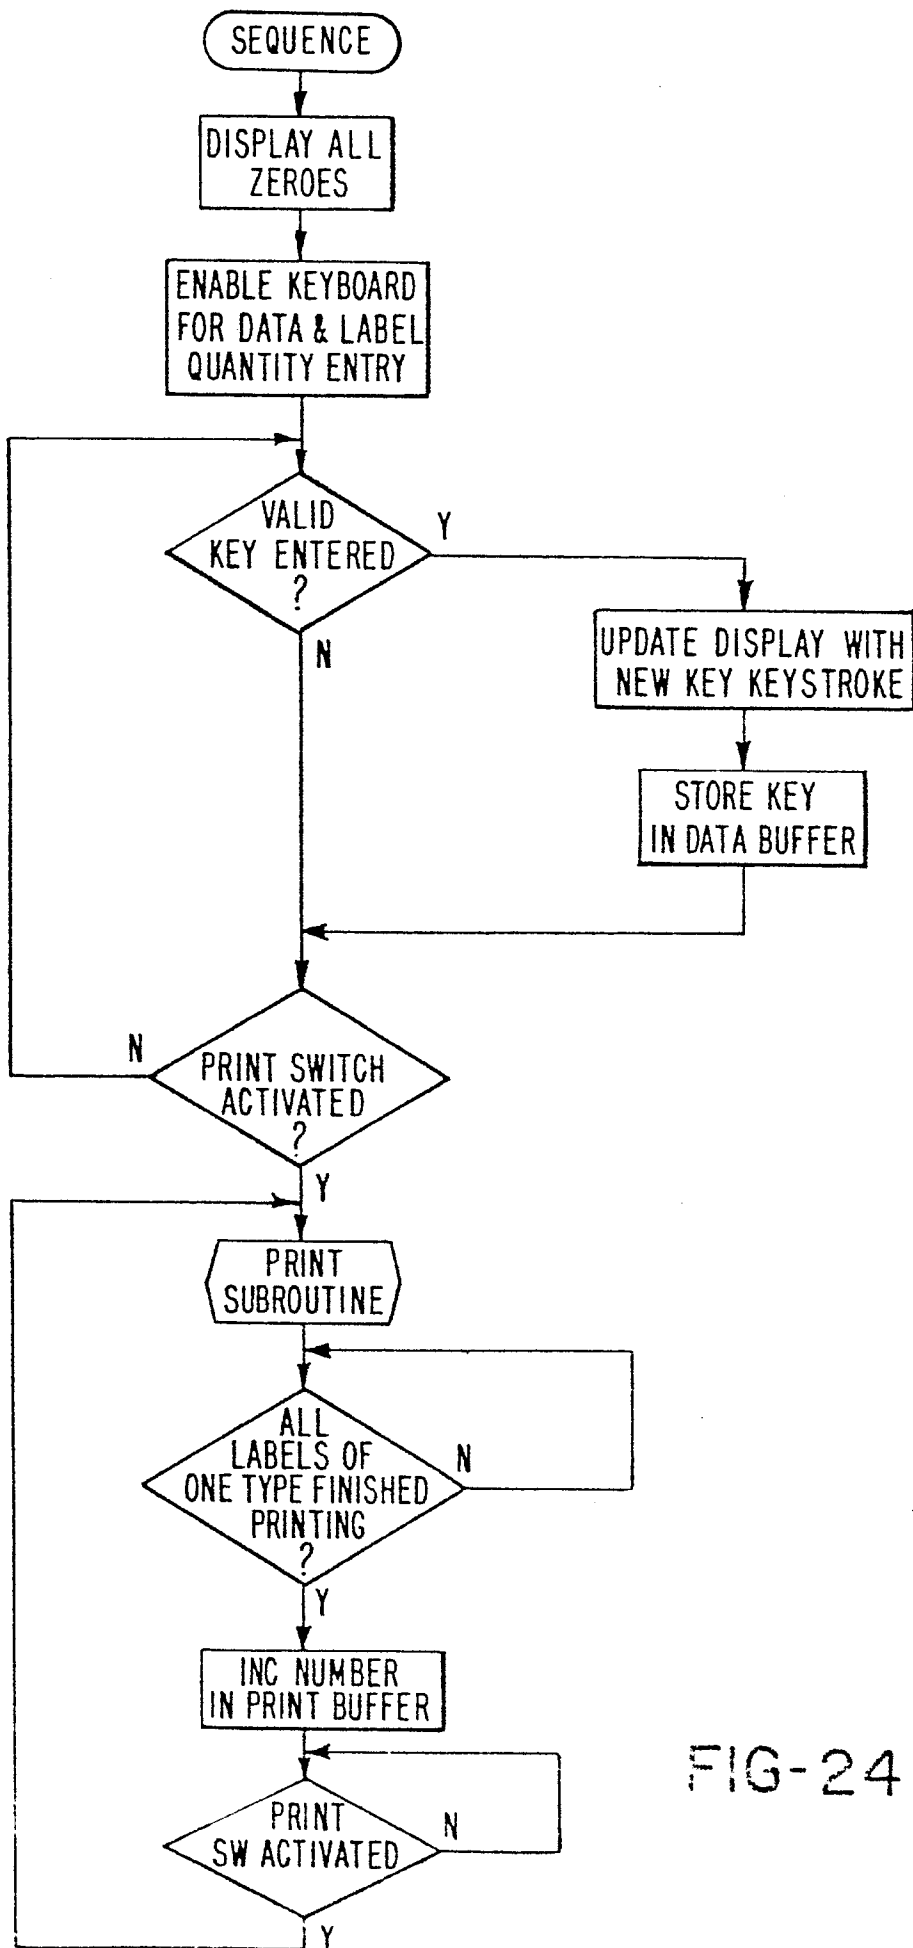 SEQUENCE
DISPLAY ALL
ZEROES
ENABLE KEYBOARD
FOR DATA & LABEL
QUANTITY ENTRY
VALID
KEY ENTERED
?
Y
N
UPDATE DISPLAY WITH
NEW KEY KEYSTROKE
STORE KEY
IN DATA BUFFER
N
PRINT SWITCH
ACTIVATED
?
Y
PRINT
SUBROUTINE
ALL
LABELS OF
ONE TYPE FINISHED
PRINTING
?
N
Y
INC NUMBER
IN PRINT BUFFER
PRINT
SW ACTIVATED
N
Y
FIG-24